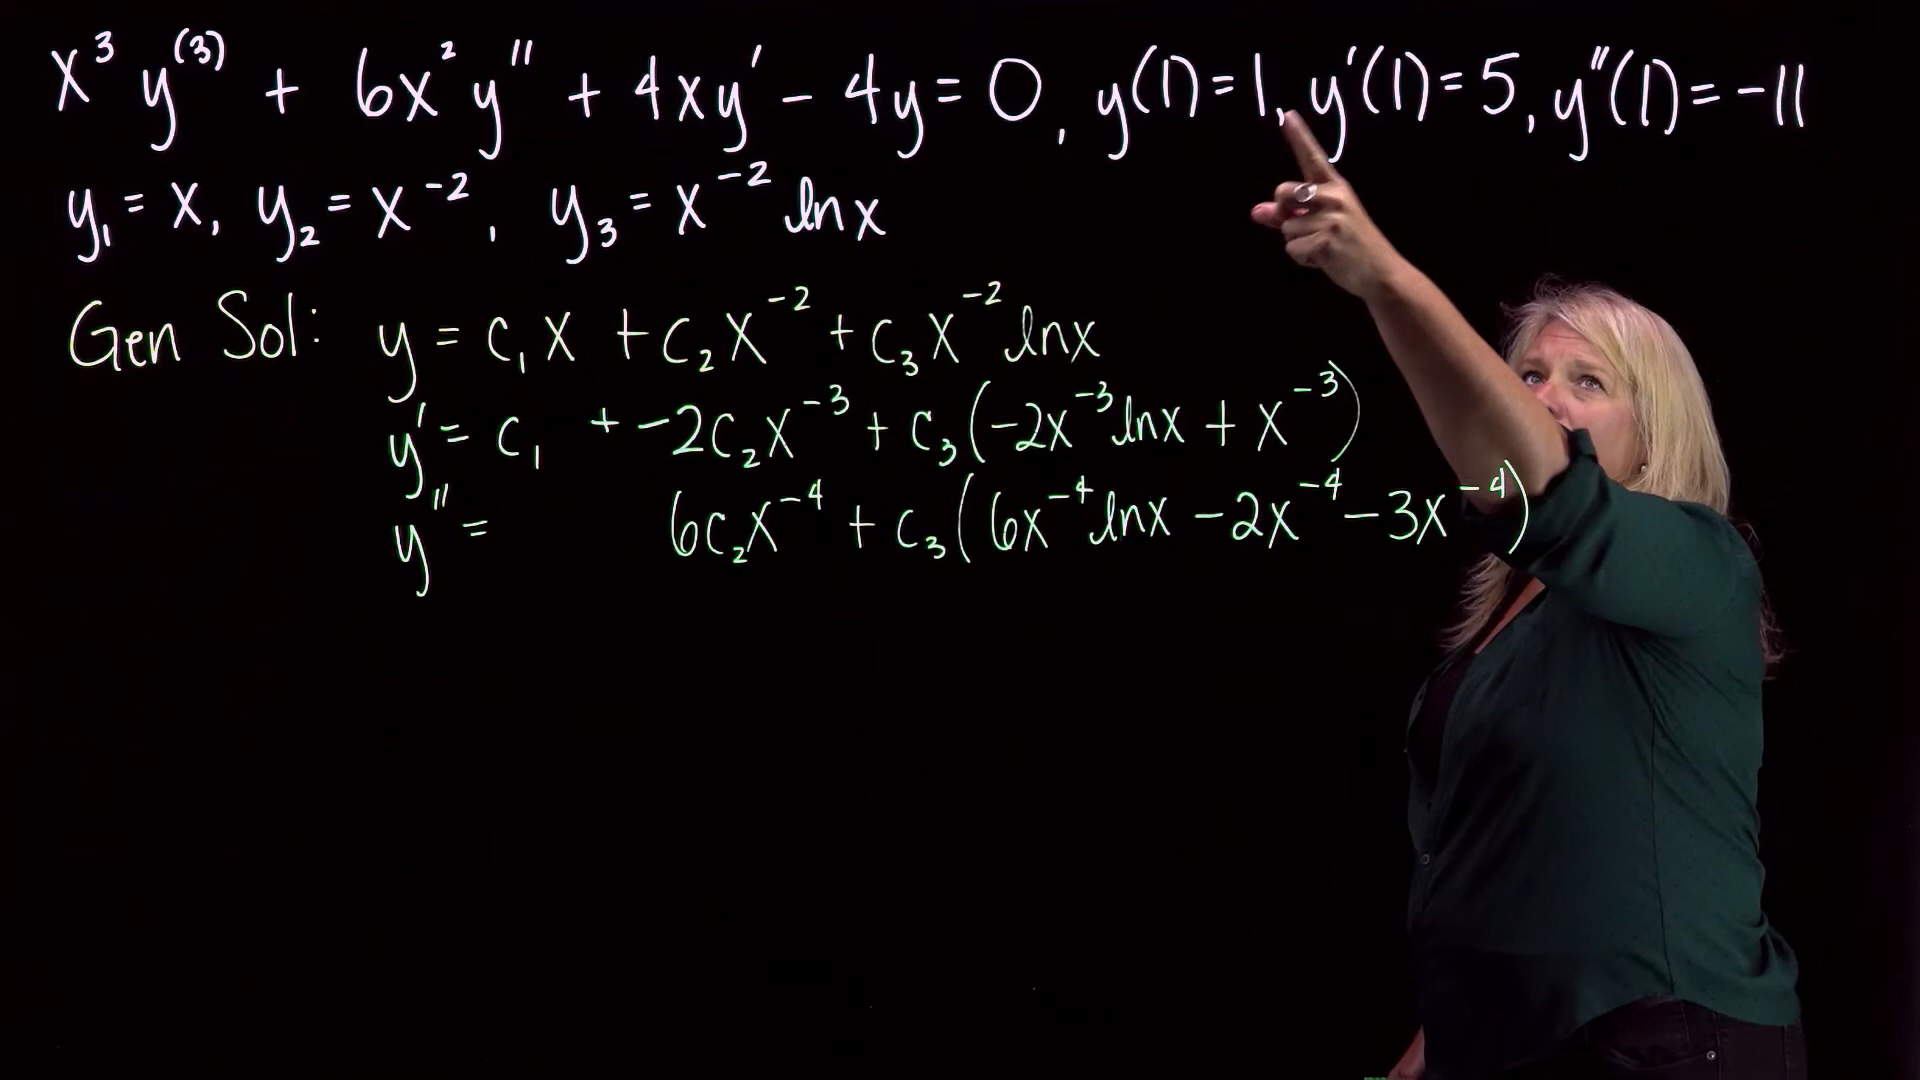 x³ y⁽³⁾ + 6x² y'' + 4xy' - 4y = 0, y(1) = 1, y'(1) = 5, y''(1) = -11
y₁ = x, y₂ = x⁻², y₃ = x⁻² ln x
Gen Sol: y = c₁x + c₂x⁻² + c₃x⁻² ln x
y' = c₁ + -2c₂x⁻³ + c₃(-2x⁻³ ln x + x⁻³)
y'' = 6c₂x⁻⁴ + c₃(6x⁻⁴ ln x - 2x⁻⁴ - 3x⁻⁴)